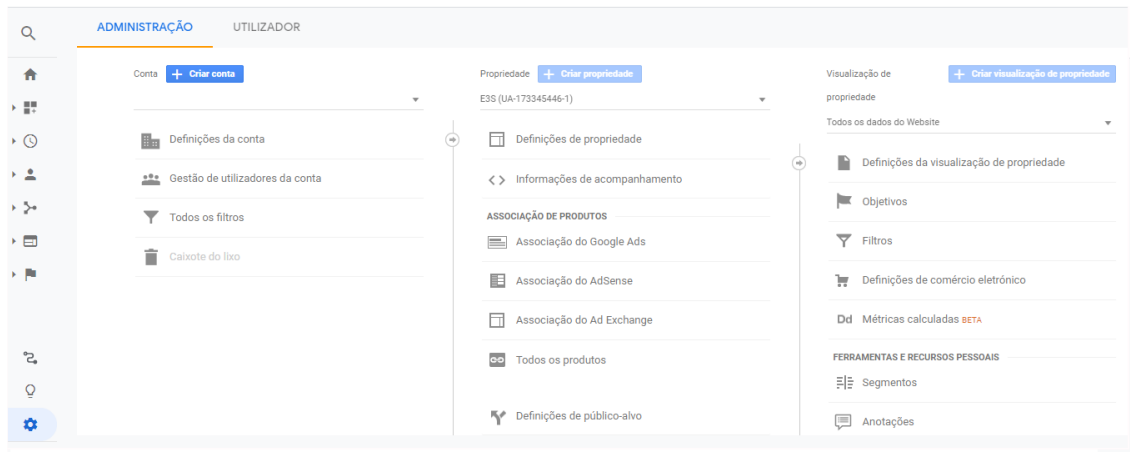 ADMINISTRAÇÃO
UTILIZADOR
Conta
+ Criar conta
Definições da conta
Gestão de utilizadores da conta
Todos os filtros
Caixote do lixo
Propriedade
+ Criar propriedade
E3S (UA-173345446-1)
Definições de propriedade
Informações de acompanhamento
ASSOCIAÇÃO DE PRODUTOS
Associação do Google Ads
Associação do AdSense
Associação do Ad Exchange
Todos os produtos
Definições de público-alvo
Visualização de
propriedade
+ Criar visualização de propriedade
Todos os dados do Website
Definições da visualização de propriedade
Objetivos
Filtros
Definições de comércio eletrónico
Dd Métricas calculadas BETA
FERRAMENTAS E RECURSOS PESSOAIS
Segmentos
Anotações